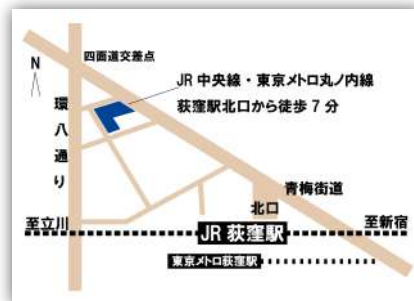 四面道交差点
N
JR 中央線・東京メトロ丸ノ内線
荻窪駅北口から徒歩 7 分
環八通り
青梅街道
北口
至立川
JR 荻窪駅
至新宿
東京メトロ荻窪駅